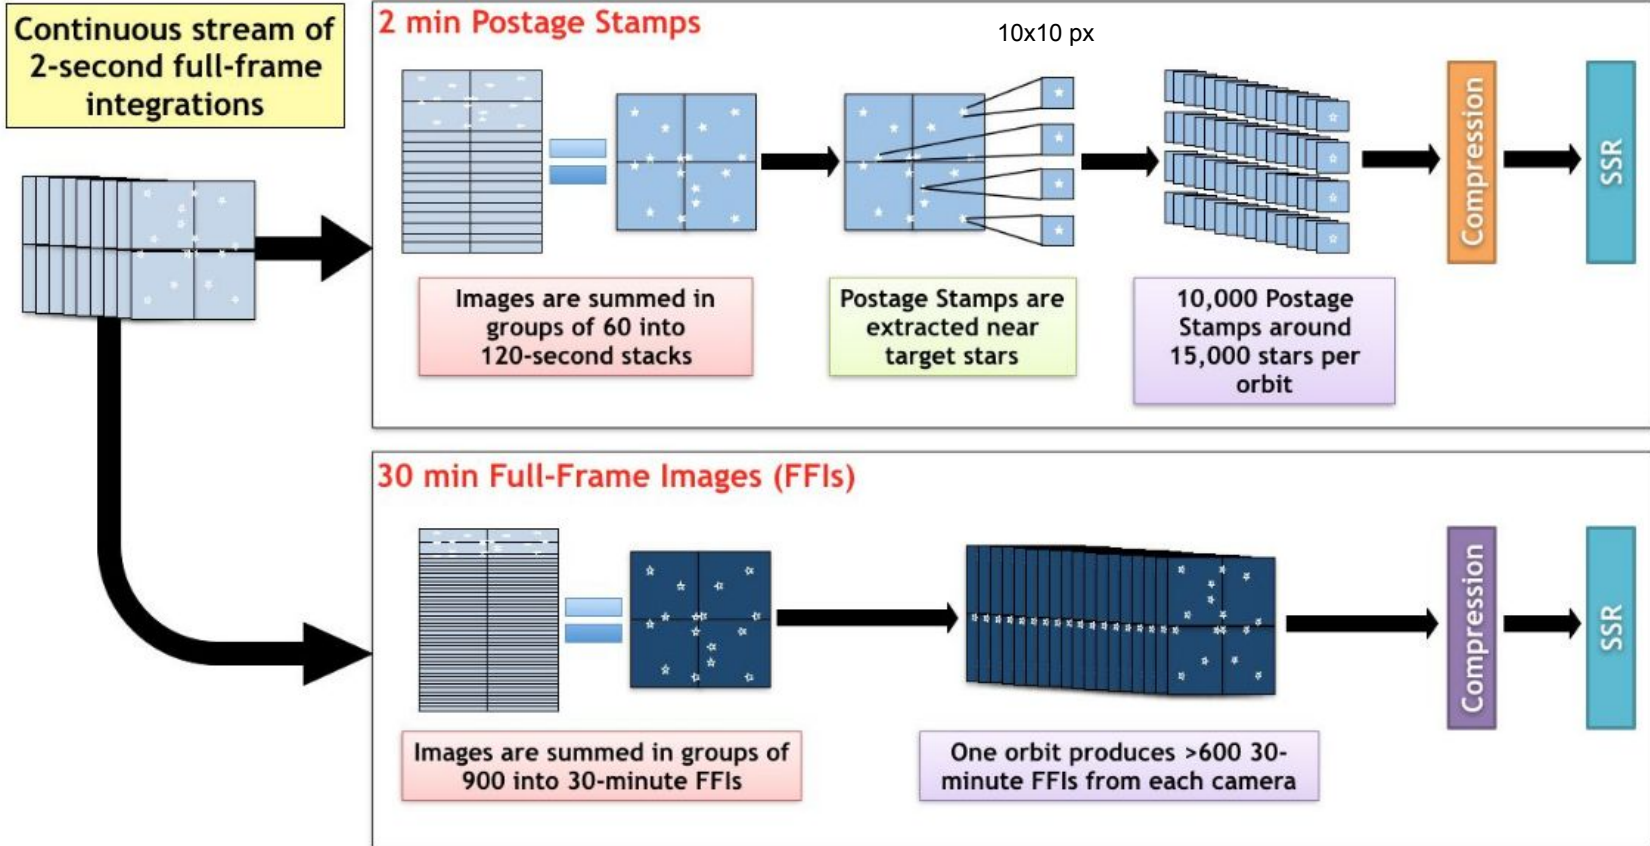 Continuous stream of
2-second full-frame
integrations
2 min Postage Stamps
10x10 px
Images are summed in
groups of 60 into
120-second stacks
Postage Stamps are
extracted near
target stars
10,000 Postage
Stamps around
15,000 stars per
orbit
Compression
SSR
30 min Full-Frame Images (FFIs)
Images are summed in groups of
900 into 30-minute FFIs
One orbit produces >600 30-
minute FFIs from each camera
Compression
SSR